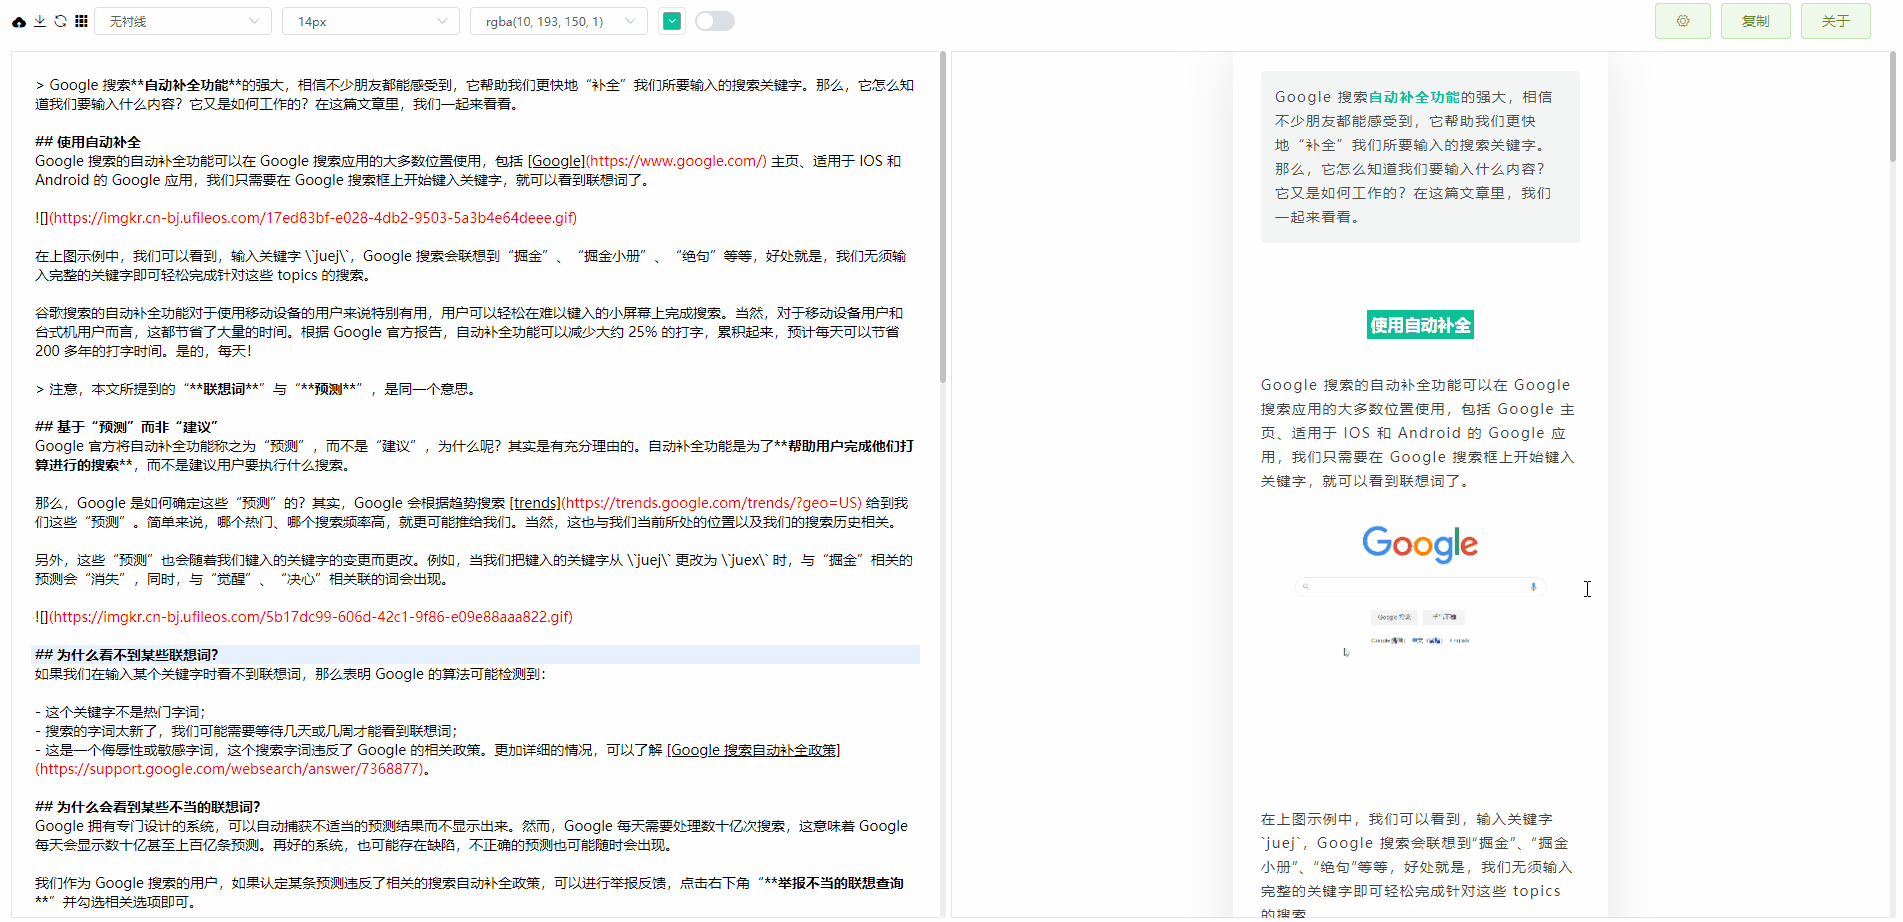 无衬线
14px
rgba(10, 193, 150, 1)
复制
关于
> Google 搜索**自动补全功能**的强大，相信不少朋友都能感受到，它帮助我们更快地“补全”我们所要输入的搜索关键字。那么，它怎么知
道我们要输入什么内容？它又是如何工作的？在这篇文章里，我们一起来看看。
## 使用自动补全
Google 搜索的自动补全功能可以在 Google 搜索应用的大多数位置使用，包括 [Google](https://www.google.com/) 主页、适用于 IOS 和
Android 的 Google 应用，我们只需要在 Google 搜索框上开始键入关键字，就可以看到联想词了。
![](https://imgkr.cn-bj.ufileos.com/17ed83bf-e028-4db2-9503-5a3b4e64deee.gif)
在上图示例中，我们可以看到，输入关键字 \`juej\`，Google 搜索会联想到“掘金”、“掘金小册”、“绝句”等等，好处就是，我们无须输
入完整的关键字即可轻松完成针对这些 topics 的搜索。
谷歌搜索的自动补全功能对于使用移动设备的用户来说特别有用，用户可以轻松在难以键入的小屏幕上完成搜索。当然，对于移动设备用户和
台式机用户而言，这都节省了大量的时间。根据 Google 官方报告，自动补全功能可以减少大约 25% 的打字，累积起来，预计每天可以节省
200 多年的打字时间。是的，每天！
> 注意，本文所提到的“**联想词**”与“**预测**”，是同一个意思。
## 基于“预测”而非“建议”
Google 官方将自动补全功能称之为“预测”，而不是“建议”，为什么呢？其实是有充分理由的。自动补全功能是为了**帮助用户完成他们打
算进行的搜索**，而不是建议用户要执行什么搜索。
那么，Google 是如何确定这些“预测”的？其实，Google 会根据趋势搜索 [trends](https://trends.google.com/trends/?geo=US) 给到我
们这些“预测”。简单来说，哪个热门、哪个搜索频率高，就更可能推给我们。当然，这也与我们当前所处的位置以及我们的搜索历史相关。
另外，这些“预测”也会随着我们键入的关键字的变更而更改。例如，当我们把键入的关键字从 \`juej\` 更改为 \`juex\` 时，与“掘金”相关的
预测会“消失”，同时，与“觉醒”、“决心”相关联的词会出现。
![](https://imgkr.cn-bj.ufileos.com/5b17dc99-606d-42c1-9f86-e09e88aaa822.gif)
## 为什么看不到某些联想词？
如果我们在输入某个关键字时看不到联想词，那么表明 Google 的算法可能检测到：
- 这个关键字不是热门字词；
- 搜索的字词太新了，我们可能需要等待几天或几周才能看到联想词；
- 这是一个侮辱性或敏感字词，这个搜索字词违反了 Google 的相关政策。更加详细的情况，可以了解 [Google 搜索自动补全政策]
(https://support.google.com/websearch/answer/7368877)。
## 为什么会看到某些不当的联想词？
Google 拥有专门设计的系统，可以自动捕获不适当的预测结果而不显示出来。然而，Google 每天需要处理数十亿次搜索，这意味着 Google
每天会显示数十亿甚至上百亿条预测。再好的系统，也可能存在缺陷，不正确的预测也可能随时会出现。
我们作为 Google 搜索的用户，如果认定某条预测违反了相关的搜索自动补全政策，可以进行举报反馈，点击右下角“**举报不当的联想查询
**”并勾选相关选项即可。
Google 搜索自动补全功能的强大，相信
不少朋友都能感受到，它帮助我们更快
地“补全”我们所要输入的搜索关键字。
那么，它怎么知道我们要输入什么内容？
它又是如何工作的？在这篇文章里，我们
一起来看看。
使用自动补全
Google 搜索的自动补全功能可以在 Google
搜索应用的大多数位置使用，包括 Google 主
页、适用于 IOS 和 Android 的 Google 应
用，我们只需要在 Google 搜索框上开始键入
关键字，就可以看到联想词了。
Google
在上图示例中，我们可以看到，输入关键字
`juej`，Google 搜索会联想到“掘金”、“掘金
小册”、“绝句”等等，好处就是，我们无须输入
完整的关键字即可轻松完成针对这些 topics
的搜索